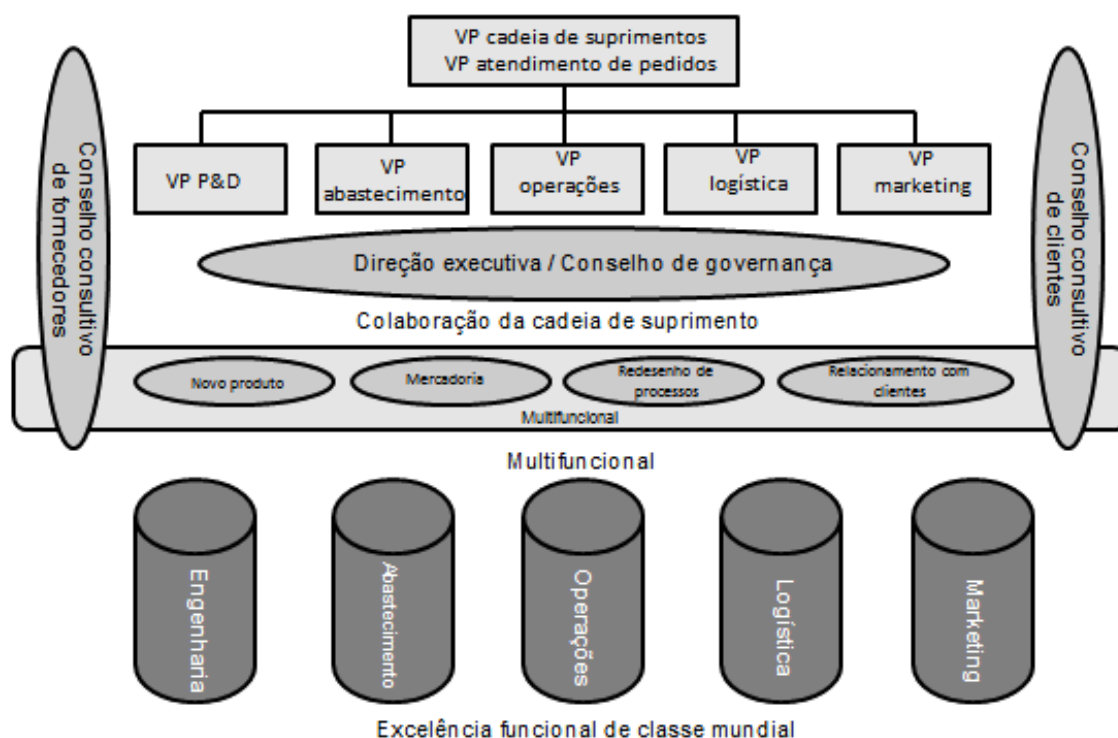 VP cadeia de suprimentos
VP atendimento de pedidos
VP P&D
VP
abastecimento
VP
operações
VP
logística
VP
marketing
Conselho consultivo
de fornecedores
Conselho consultivo
de clientes
Direção executiva / Conselho de governança
Colaboração da cadeia de suprimento
Novo produto
Mercadoria
Redesenho de
processos
Relacionamento com
clientes
Multifuncional
Multifuncional
Engenharia
Abastecimento
Operações
Logística
Marketing
Excelência funcional de classe mundial